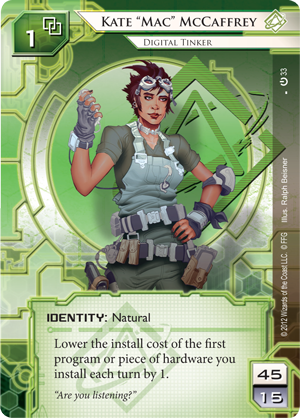 Kate "Mac" McCaffrey
1
Digital Tinker
33
Illus. Ralph Beisner
© 2012 Wizards of the Coast LLC. © FFG
IDENTITY: Natural
Lower the install cost of the first
program or piece of hardware you
install each turn by 1.
"Are you listening?"
45
15